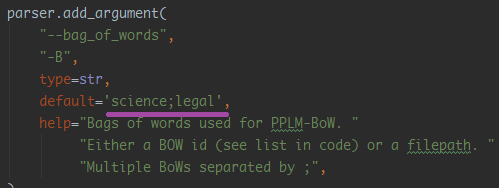 parser.add_argument(
"--bag_of_words",
"-B",
type=str,
default='science;legal',
help="Bags of words used for PPLM-BoW. "
"Either a BOW id (see list in code) or a filepath. "
"Multiple BoWs separated by ;",
)